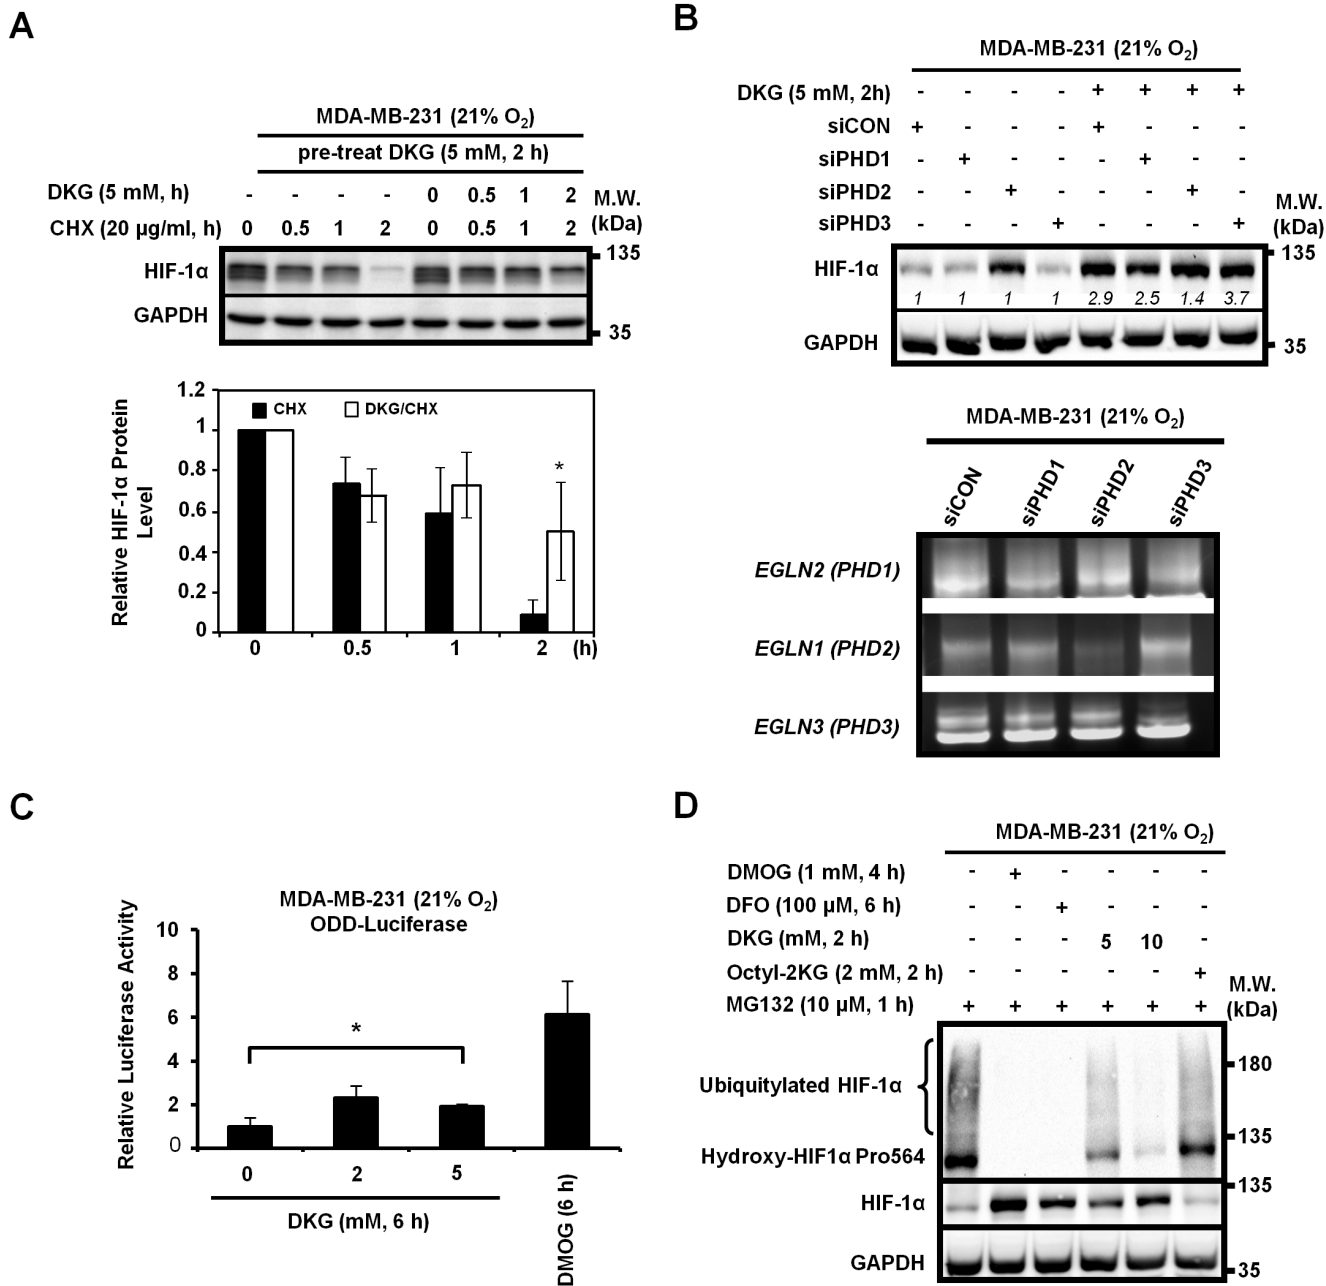 A
MDA-MB-231 (21% O2)
pre-treat DKG (5 mM, 2 h)
DKG (5 mM, h) - - - - 0 0.5 1 2 M.W.
CHX (20 µg/ml, h) 0 0.5 1 2 0 0.5 1 2 (kDa)
HIF-1α 135
GAPDH 35
Relative HIF-1α Protein
Level
1.2
1
0.8
0.6
0.4
0.2
0
CHX DKG/CHX
*
0 0.5 1 2 (h)
B
MDA-MB-231 (21% O2)
DKG (5 mM, 2h) - - - - + + + +
siCON + - - - + - - -
siPHD1 - + - - - + - -
siPHD2 - - + - - - + -
siPHD3 - - - + - - - +
M.W.
(kDa)
HIF-1α 135
1 1 1 1 2.9 2.5 1.4 3.7
GAPDH 35
MDA-MB-231 (21% O2)
siCON siPHD1 siPHD2 siPHD3
EGLN2 (PHD1)
EGLN1 (PHD2)
EGLN3 (PHD3)
C
MDA-MB-231 (21% O2)
ODD-Luciferase
Relative Luciferase Activity
10
8
6
4
2
0
*
0 2 5
DKG (mM, 6 h)
DMOG (6 h)
D
MDA-MB-231 (21% O2)
DMOG (1 mM, 4 h) - + - - - -
DFO (100 µM, 6 h) - - + - - -
DKG (mM, 2 h) - - - 5 10 -
Octyl-2KG (2 mM, 2 h) - - - - - +
MG132 (10 µM, 1 h) + + + + + +
M.W.
(kDa)
180
Ubiquitylated HIF-1α
135
Hydroxy-HIF1α Pro564
135
HIF-1α
GAPDH 35